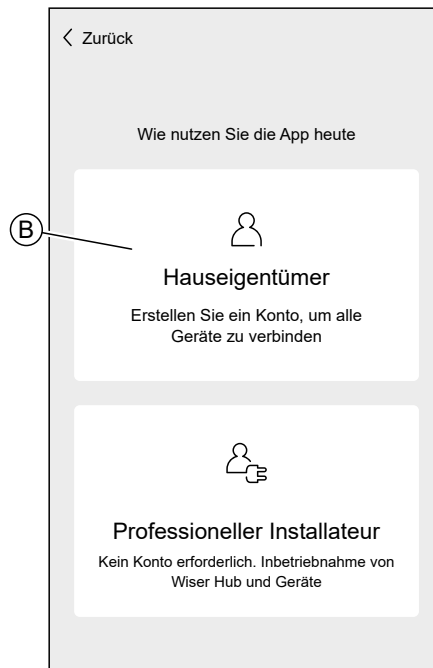 Zurück
Wie nutzen Sie die App heute
B
Hauseigentümer
Erstellen Sie ein Konto, um alle
Geräte zu verbinden
Professioneller Installateur
Kein Konto erforderlich. Inbetriebnahme von
Wiser Hub und Geräte